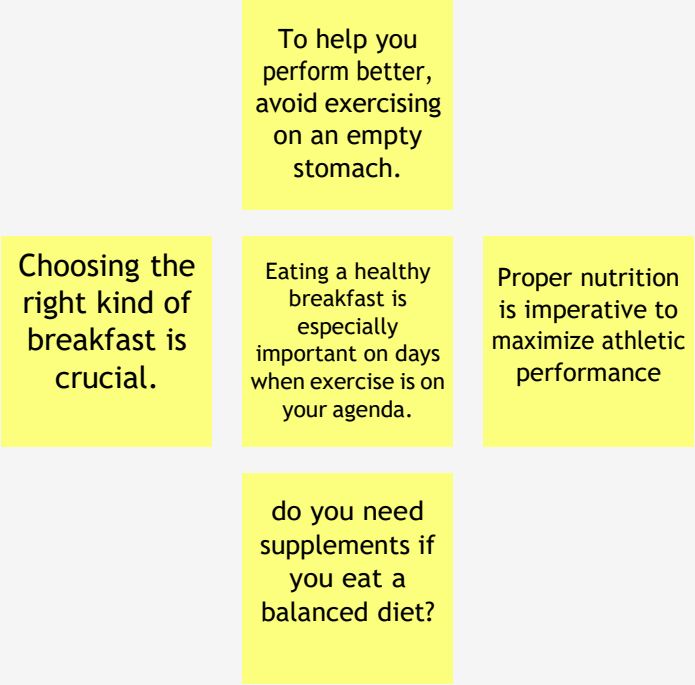 To help you
perform better,
avoid exercising
on an empty
stomach.
Choosing the
right kind of
breakfast is
crucial.
Eating a healthy
breakfast is
especially
important on days
when exercise is on
your agenda.
Proper nutrition
is imperative to
maximize athletic
performance
do you need
supplements if
you eat a
balanced diet?